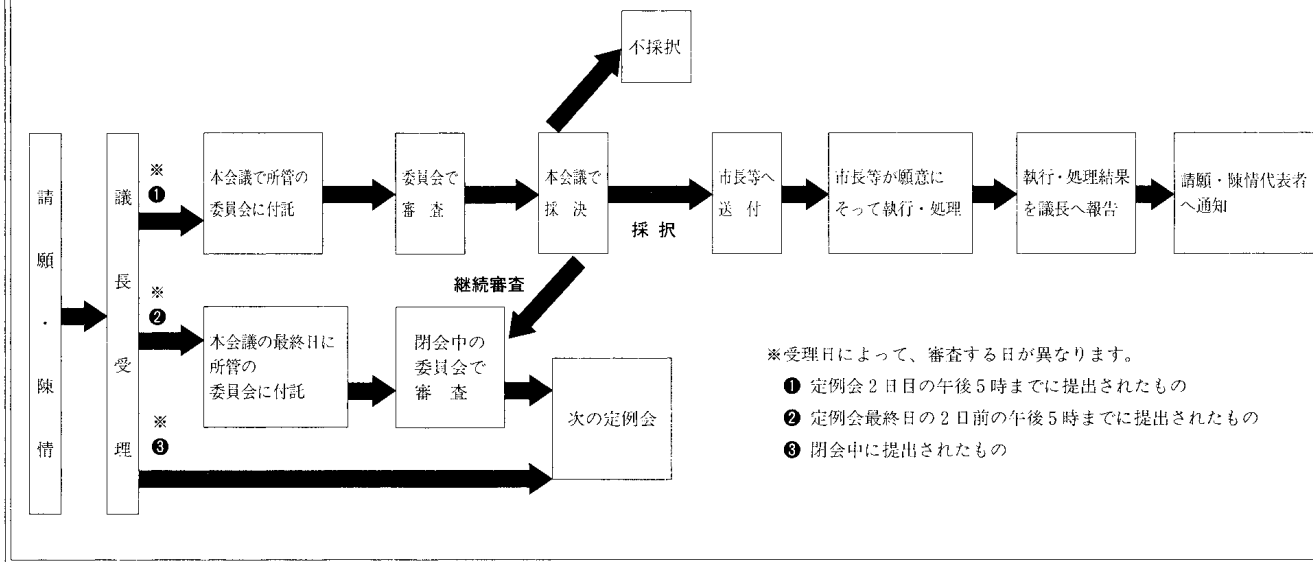 不採択
請願・陳情
議長受理
※
❶
本会議で所管の
委員会に付託
委員会で
審査
本会議で
採決
採択
市長等へ
送付
市長等が願意に
そって執行・処理
執行・処理結果
を議長へ報告
請願・陳情代表者
へ通知
継続審査
※
❷
本会議の最終日に
所管の
委員会に付託
閉会中の
委員会で
審査
※
❸
次の定例会
※受理日によって、審査する日が異なります。
❶ 定例会2日目の午後5時までに提出されたもの
❷ 定例会最終日の2日前の午後5時までに提出されたもの
❸ 閉会中に提出されたもの